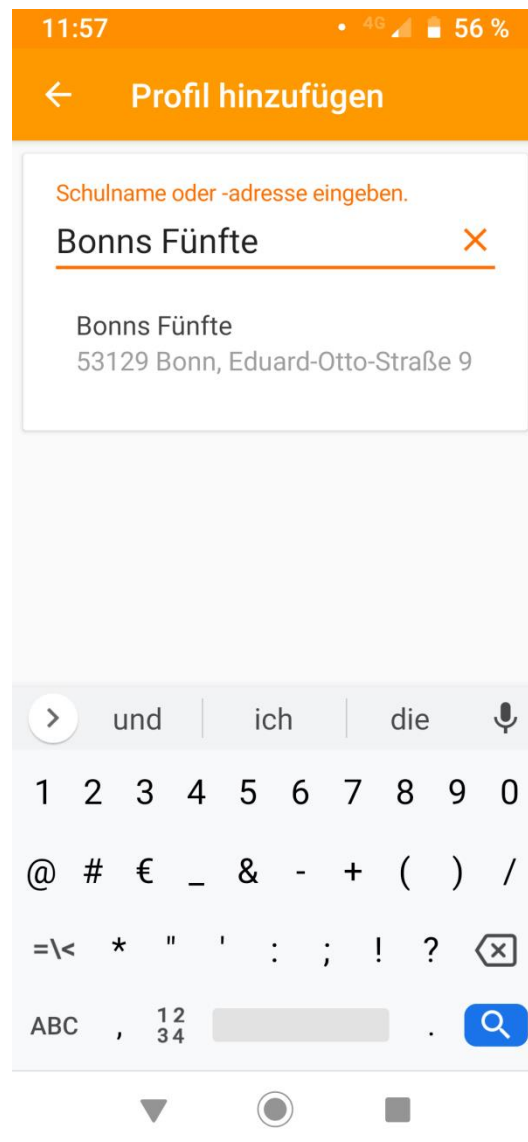 11:57 • 4G 56 %
← Profil hinzufügen
Schulname oder -adresse eingeben.
Bonns Fünfte
Bonns Fünfte
53129 Bonn, Eduard-Otto-Straße 9
> und ich die
1 2 3 4 5 6 7 8 9 0
@ # € _ & - + ( ) /
=\< * " ' : ; ! ?
ABC , 12 34 .